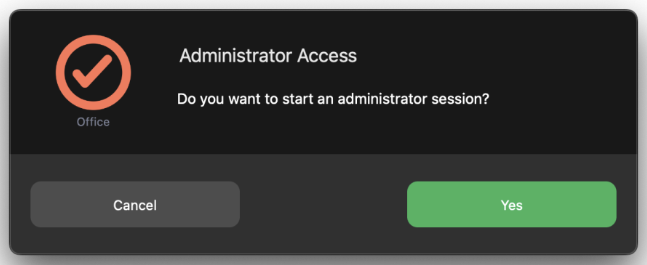 Administrator Access
Do you want to start an administrator session?
Office
Cancel
Yes